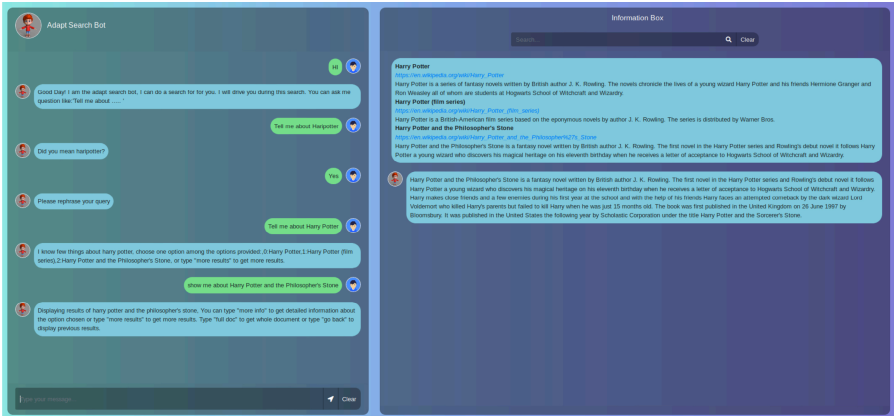 Adapt Search Bot
Hi
Good Day! I am the adapt search bot, I can do a search for for you. I will drive you during this search. You can ask me
question like:'Tell me about ..... '
Tell me about Haripotter
Did you mean haripotter?
Yes
Please rephrase your query
Tell me about Harry Potter
I know few things about harry potter, choose one option among the options provided:,0:Harry Potter,1:Harry Potter (film
series),2:Harry Potter and the Philosopher's Stone, or type "more results" to get more results.
show me about Harry Potter and the Philosopher's Stone
Displaying results of harry potter and the philosopher's stone, You can type "more info" to get detailed information about
the option chosen or type "more results" to get more results. Type "full doc" to get whole document or type "go back" to
display previous results.
Type your message...
Clear
Information Box
Search...
Clear
Harry Potter
https://en.wikipedia.org/wiki/Harry_Potter
Harry Potter is a series of fantasy novels written by British author J. K. Rowling. The novels chronicle the lives of a young wizard Harry Potter and his friends Hermione Granger and
Ron Weasley all of whom are students at Hogwarts School of Witchcraft and Wizardry.
Harry Potter (film series)
https://en.wikipedia.org/wiki/Harry_Potter_(film_series)
Harry Potter is a British-American film series based on the eponymous novels by author J. K. Rowling. The series is distributed by Warner Bros.
Harry Potter and the Philosopher's Stone
https://en.wikipedia.org/wiki/Harry_Potter_and_the_Philosopher%27s_Stone
Harry Potter and the Philosopher's Stone is a fantasy novel written by British author J. K. Rowling. The first novel in the Harry Potter series and Rowling's debut novel it follows Harry
Potter a young wizard who discovers his magical heritage on his eleventh birthday when he receives a letter of acceptance to Hogwarts School of Witchcraft and Wizardry.
Harry Potter and the Philosopher's Stone is a fantasy novel written by British author J. K. Rowling. The first novel in the Harry Potter series and Rowling's debut novel it follows
Harry Potter a young wizard who discovers his magical heritage on his eleventh birthday when he receives a letter of acceptance to Hogwarts School of Witchcraft and Wizardry.
Harry makes close friends and a few enemies during his first year at the school and with the help of his friends Harry faces an attempted comeback by the dark wizard Lord
Voldemort who killed Harry's parents but failed to kill Harry when he was just 15 months old. The book was first published in the United Kingdom on 26 June 1997 by
Bloomsbury. It was published in the United States the following year by Scholastic Corporation under the title Harry Potter and the Sorcerer's Stone.